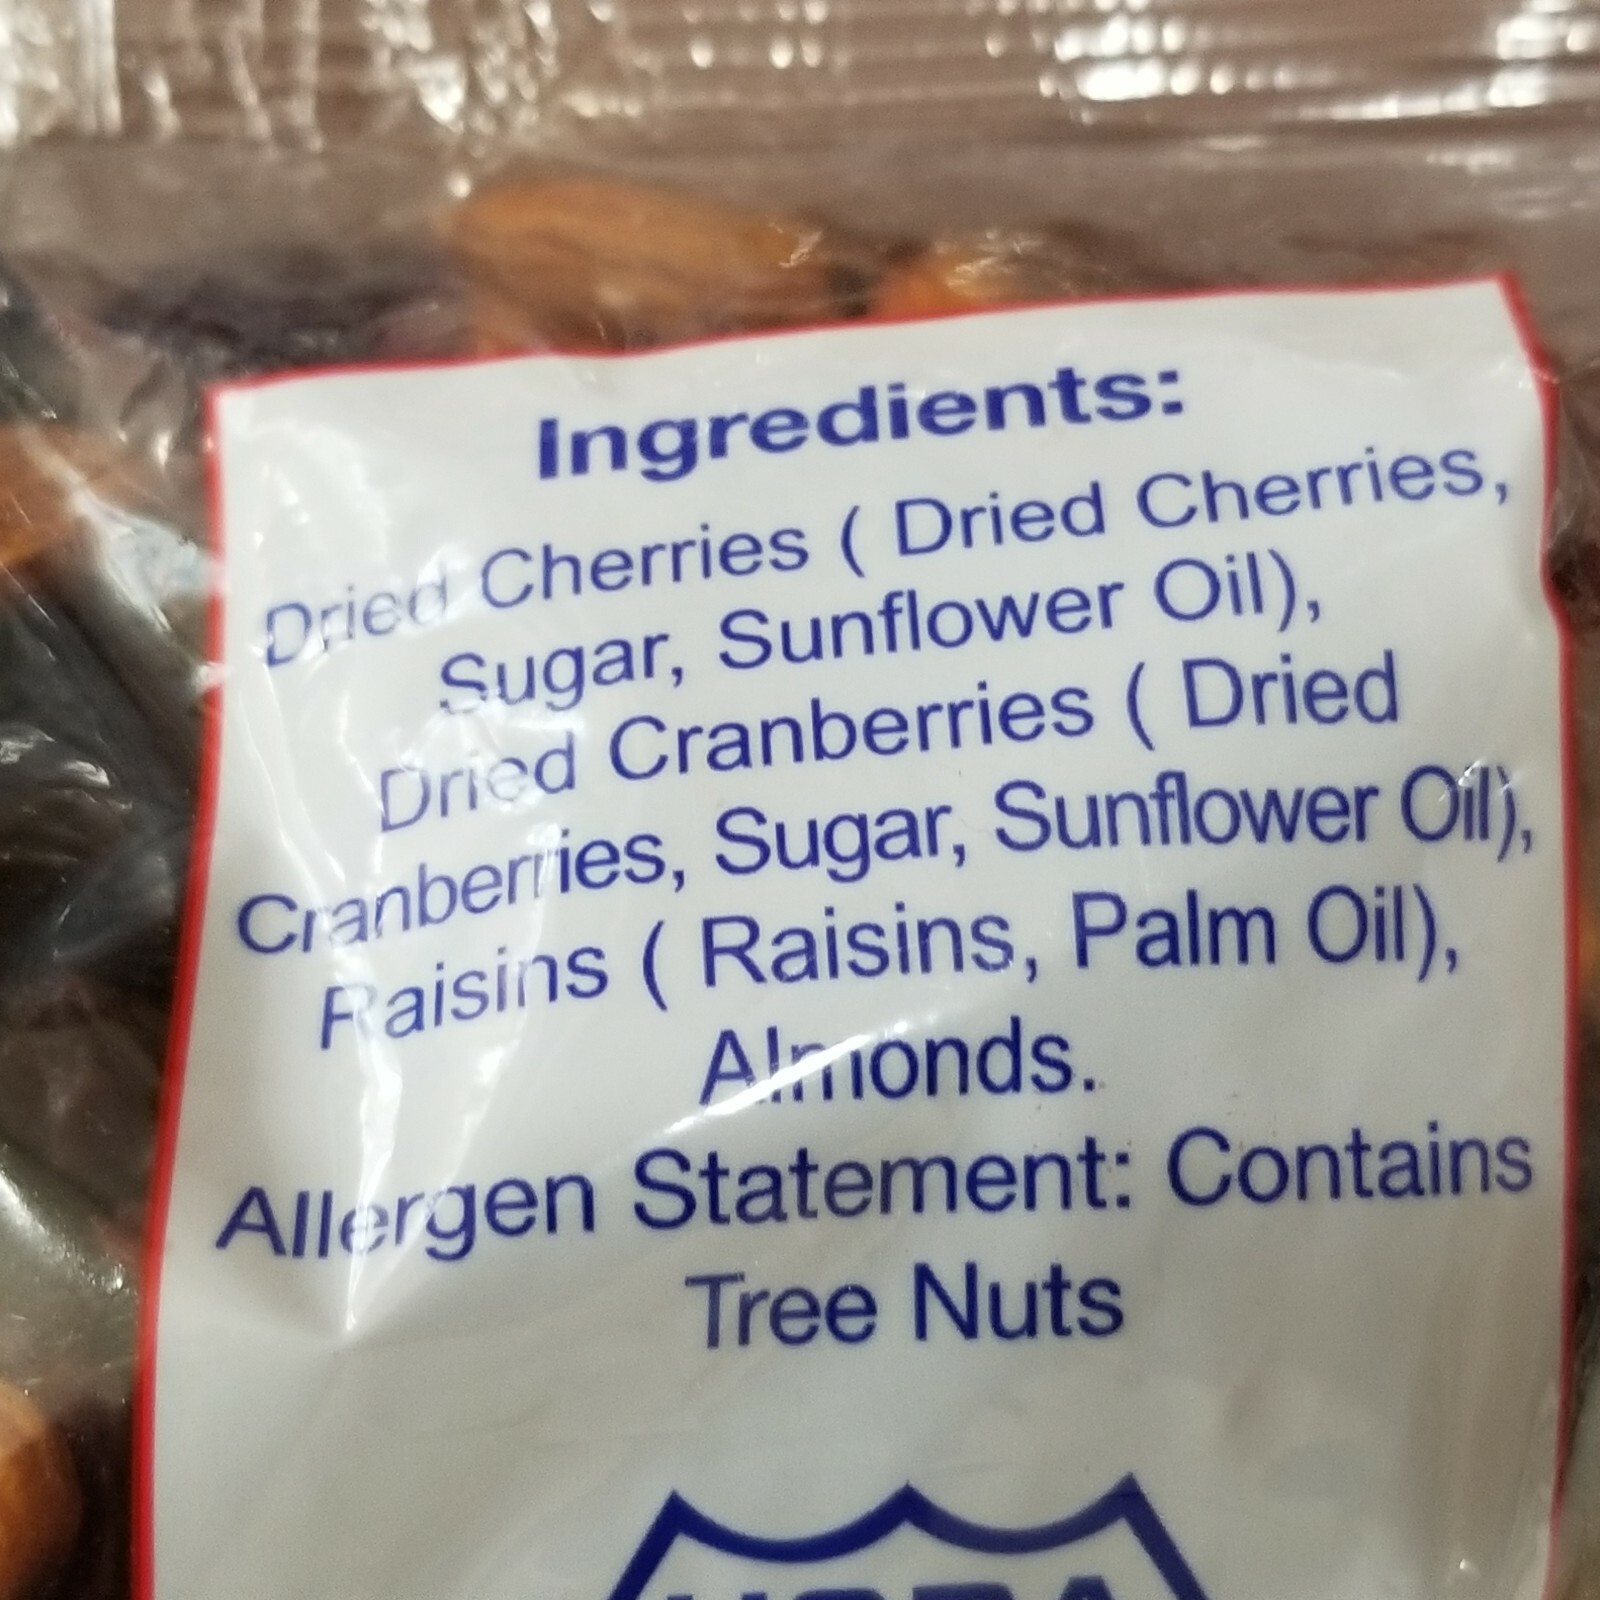 Ingredients:
Dried Cherries ( Dried Cherries,
Sugar, Sunflower Oil),
Dried Cranberries ( Dried
Cranberries, Sugar, Sunflower Oil),
Raisins ( Raisins, Palm Oil),
Almonds.
Allergen Statement: Contains
Tree Nuts